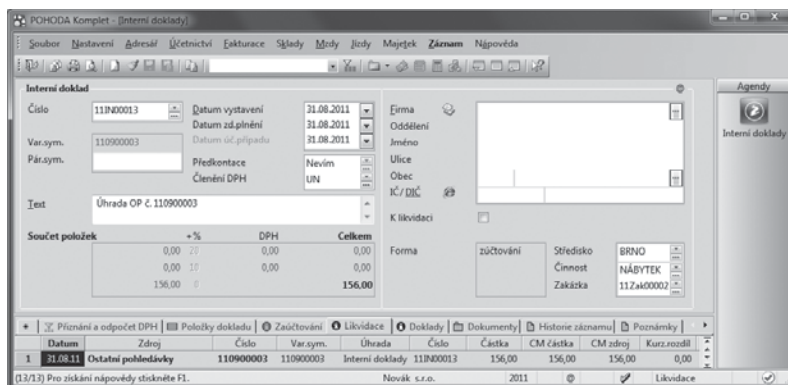 POHODA Komplet - [Interní doklady]
Soubor Nastavení Adresář Účetnictví Fakturace Sklady Mzdy Jízdy Majetek Záznam Nápověda
Interní doklad
Agendy
Interní doklady
Číslo 11IN00013 Datum vystavení 31.08.2011 Firma
Datum zd.plnění 31.08.2011 Oddělení
Var.sym. 110900003 Datum úč.případu 31.08.2011 Jméno
Pár.sym. Předkontace Nevím Ulice
Členění DPH UN Obec
IČ/DIČ
Text Úhrada OP č. 110900003
K likvidaci
Součet položek +% DPH Celkem
0,00 20 0,00 0,00 Forma zúčtování Středisko BRNO
0,00 10 0,00 0,00 Činnost NÁBYTEK
156,00 0 156,00 Zakázka 11Zak00002
Přiznání a odpočet DPH Položky dokladu Zaúčtování Likvidace Doklady Dokumenty Historie záznamu Poznámky
Datum Zdroj Číslo Var.sym. Úhrada Číslo Částka CM částka CM zdroj Kurz.rozdíl
1 31.08.11 Ostatní pohledávky 110900003 110900003 Interní doklady 11IN00013 156,00 156,00 156,00 0,00
(13/13) Pro získání nápovědy stiskněte F1. Novák s.r.o. 2011 @ Likvidace